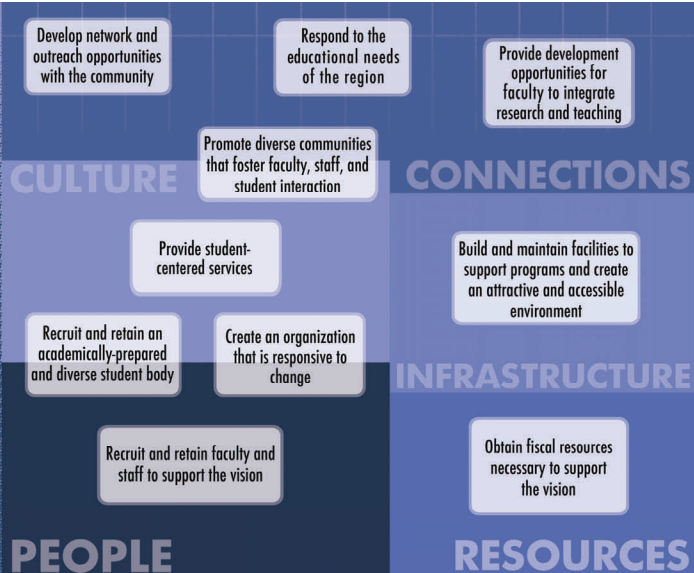 Develop network and
outreach opportunities
with the community
Respond to the
educational needs
of the region
Provide development
opportunities for
faculty to integrate
research and teaching
Promote diverse communities
that foster faculty, staff, and
student interaction
CULTURE
CONNECTIONS
Provide student-
centered services
Build and maintain facilities to
support programs and create
an attractive and accessible
environment
Recruit and retain an
academically-prepared
and diverse student body
Create an organization
that is responsive to
change
INFRASTRUCTURE
Recruit and retain faculty and
staff to support the vision
Obtain fiscal resources
necessary to support
the vision
PEOPLE
RESOURCES